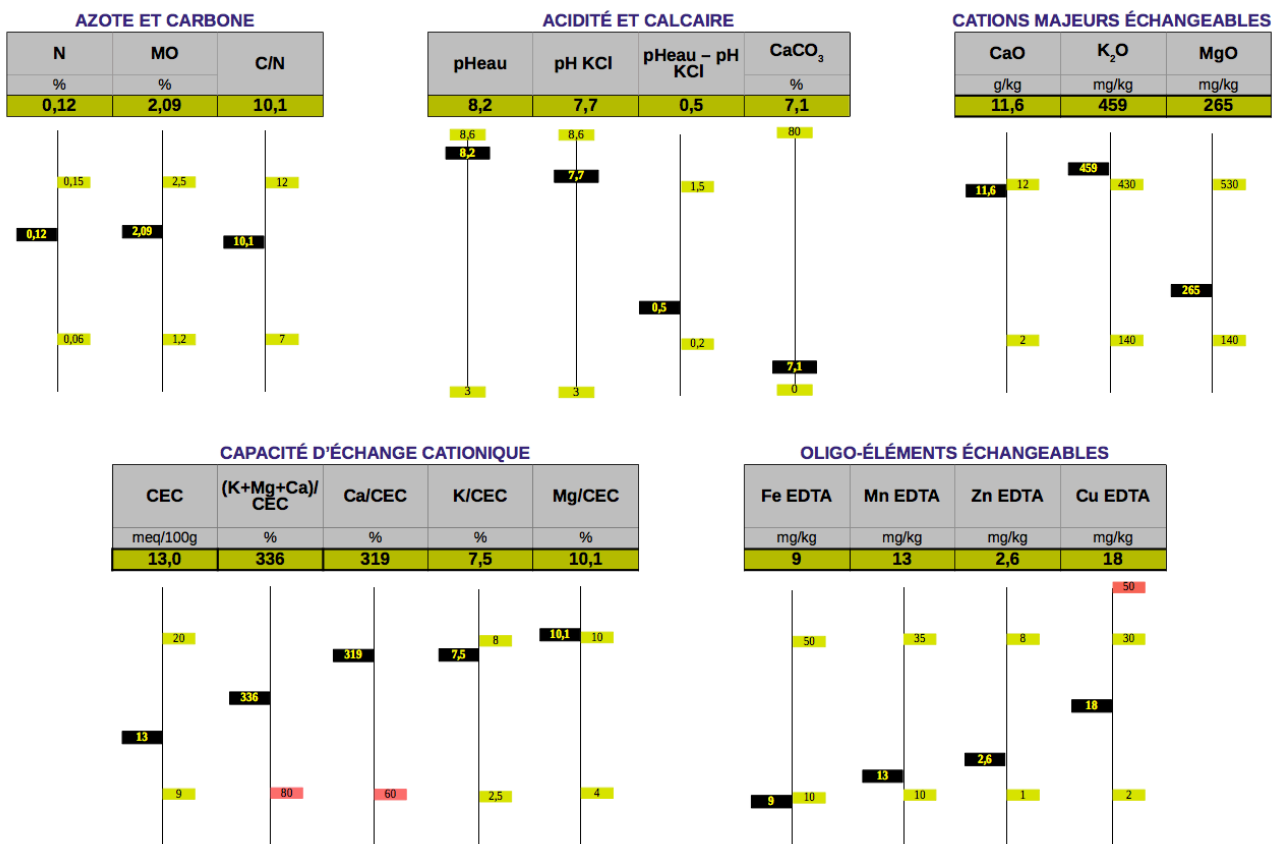 AZOTE ET CARBONE
N MO C/N
% %
0,12 2,09 10,1
0,15 2,5 12
0,12 2,09 10,1
0,06 1,2 7
ACIDITÉ ET CALCAIRE
pHeau pH KCl pHeau – pH KCl CaCO3
%
8,2 7,7 0,5 7,1
8,6 8,6 80
8,2
7,7 1,5
0,5
0,2
7,1
3 3 0
CATIONS MAJEURS ÉCHANGEABLES
CaO K2O MgO
g/kg mg/kg mg/kg
11,6 459 265
459
11,6 12 430 530
265
2 140 140
CAPACITÉ D’ÉCHANGE CATIONIQUE
CEC (K+Mg+Ca)/ CEC Ca/CEC K/CEC Mg/CEC
meq/100g % % % %
13,0 336 319 7,5 10,1
20 8 10,1 10
319 7,5
336
13
9 80 60 2,5 4
OLIGO-ÉLÉMENTS ÉCHANGEABLES
Fe EDTA Mn EDTA Zn EDTA Cu EDTA
mg/kg mg/kg mg/kg mg/kg
9 13 2,6 18
50
50 35 8 30
18
2,6
13
9 10 10 1 2